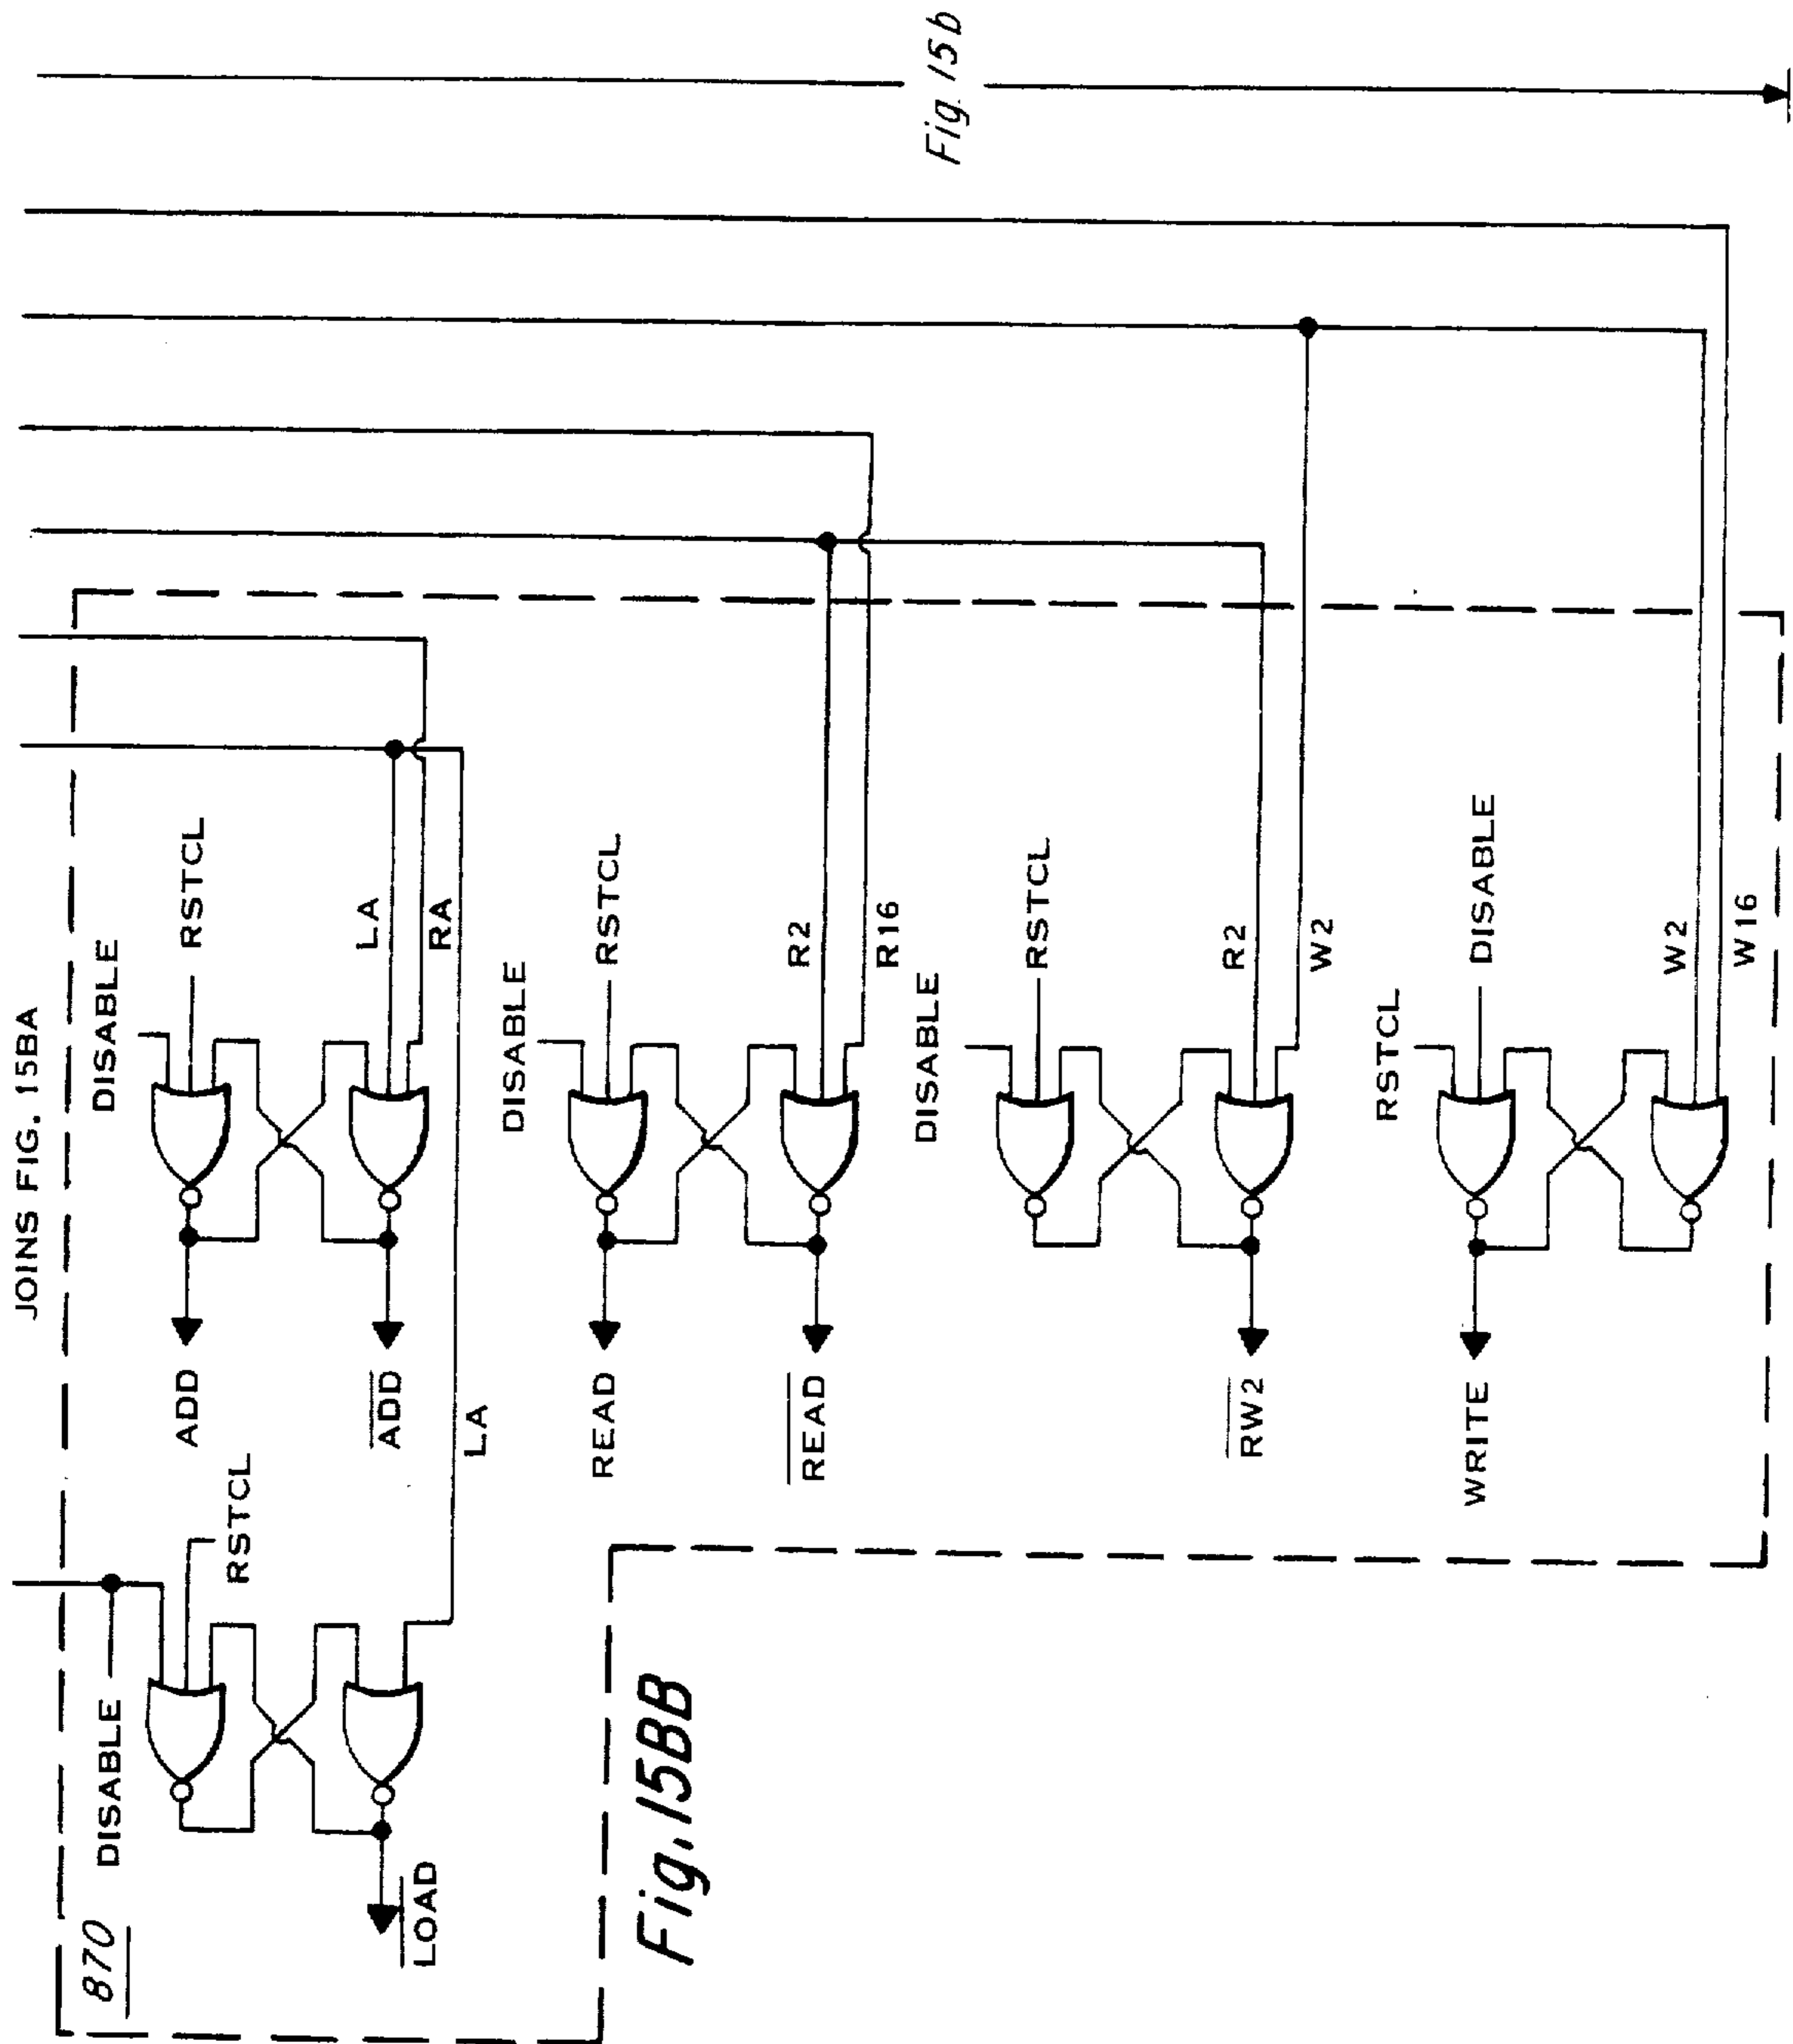 JOINS FIG. 15BA
870
DISABLE
RSTCL
LOAD
LA
DISABLE
RSTCL
ADD
ADD
LA
RA
DISABLE
RSTCL
READ
READ
R2
R16
DISABLE
RSTCL
RW2
R2
W2
RSTCL
DISABLE
WRITE
W2
W16
Fig. 15BB
Fig. 15b